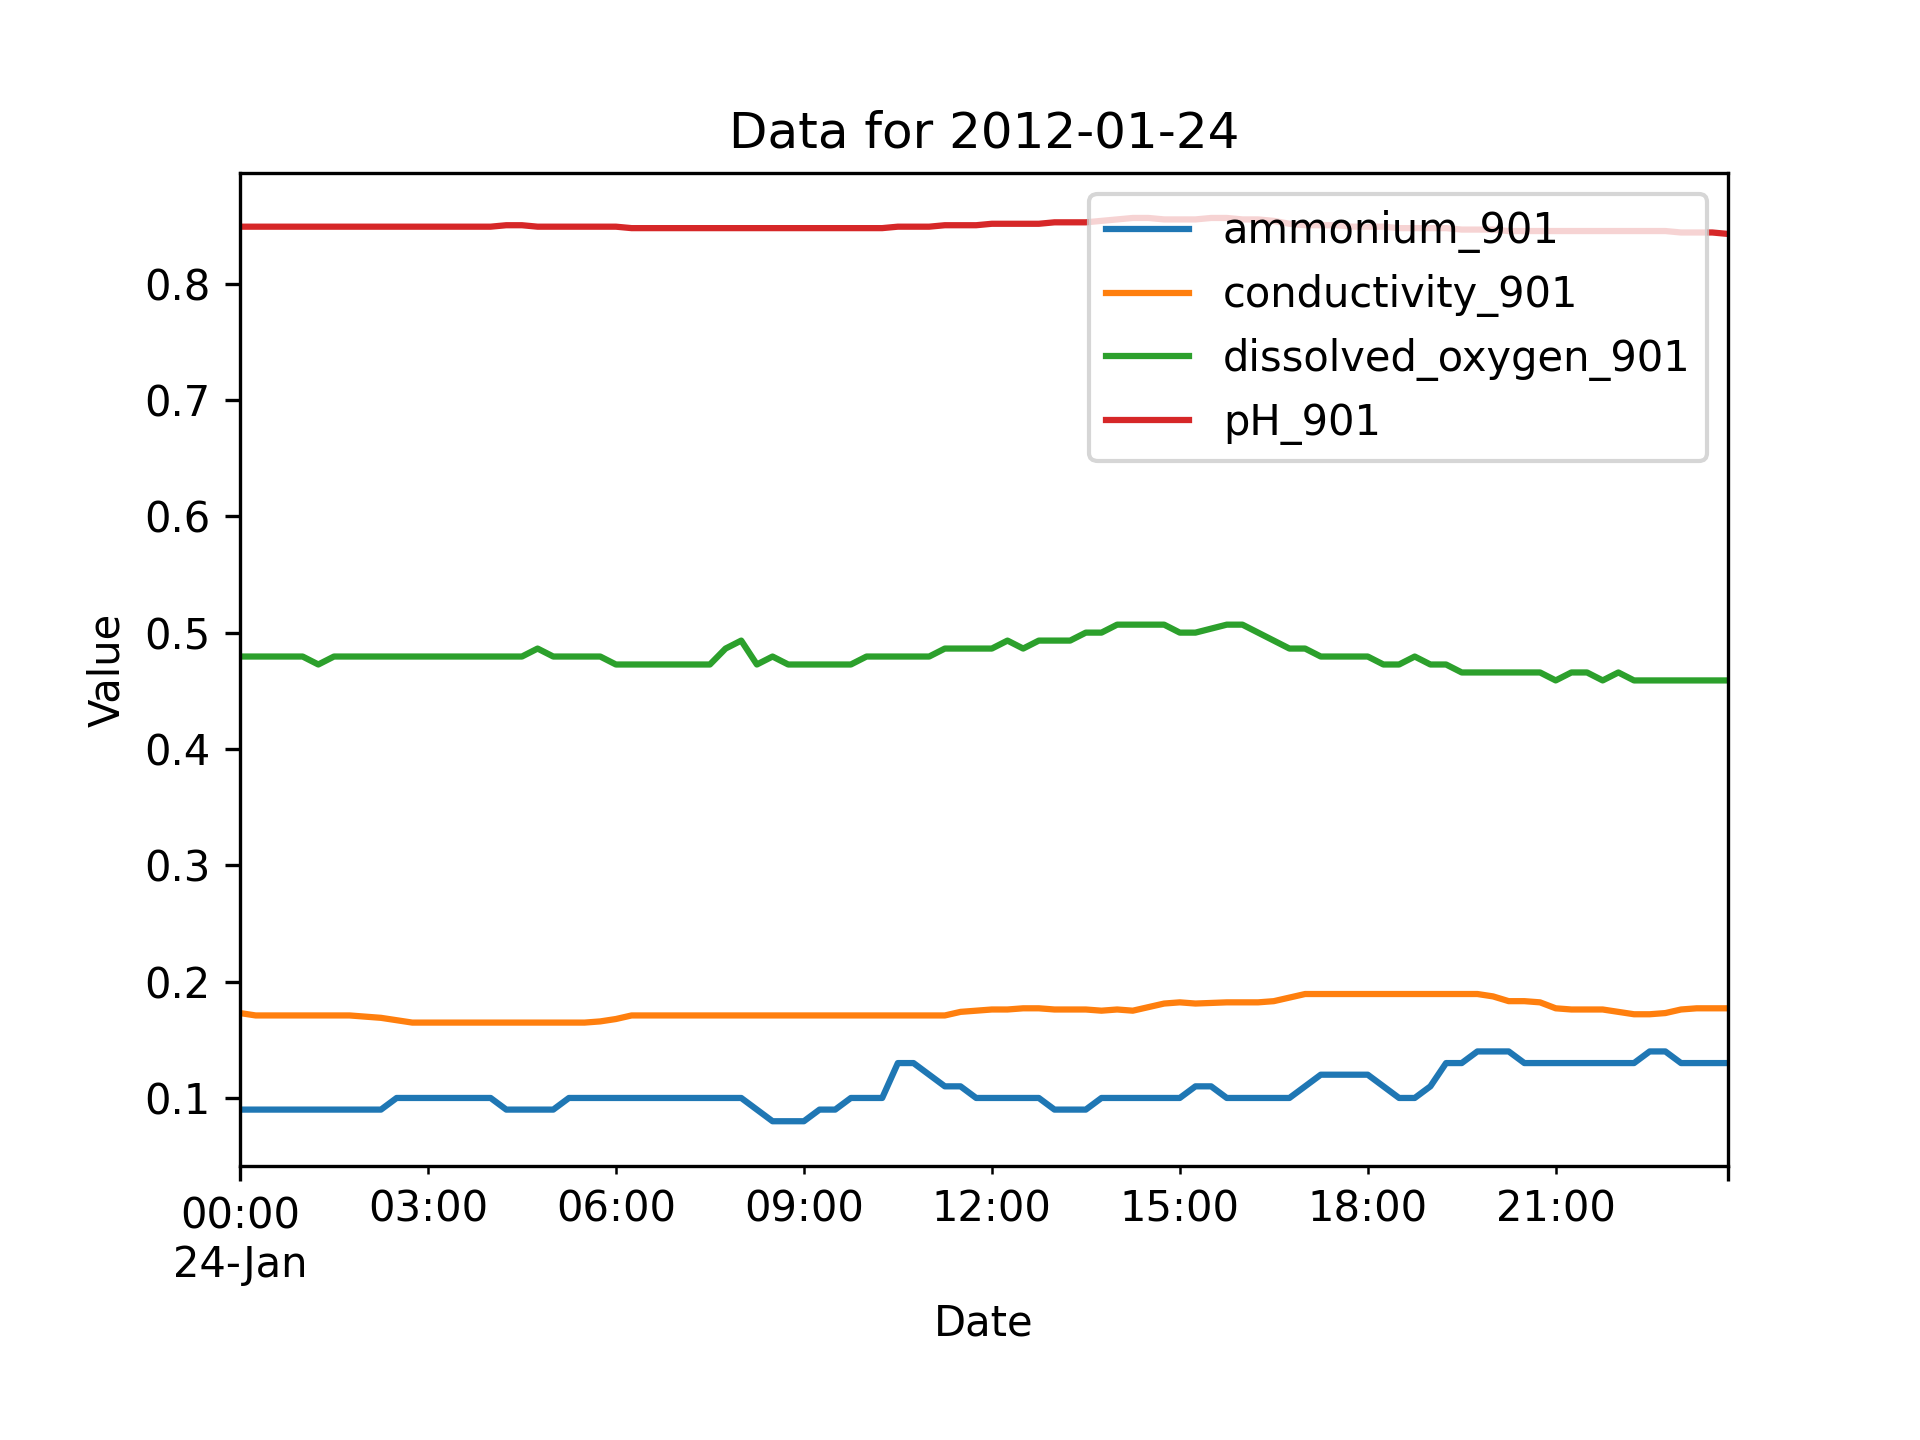 Data for 2012-01-24
ammonium_901
conductivity_901
dissolved_oxygen_901
pH_901
Value
0.8
0.7
0.6
0.5
0.4
0.3
0.2
0.1
00:00 03:00 06:00 09:00 12:00 15:00 18:00 21:00
24-Jan
Date